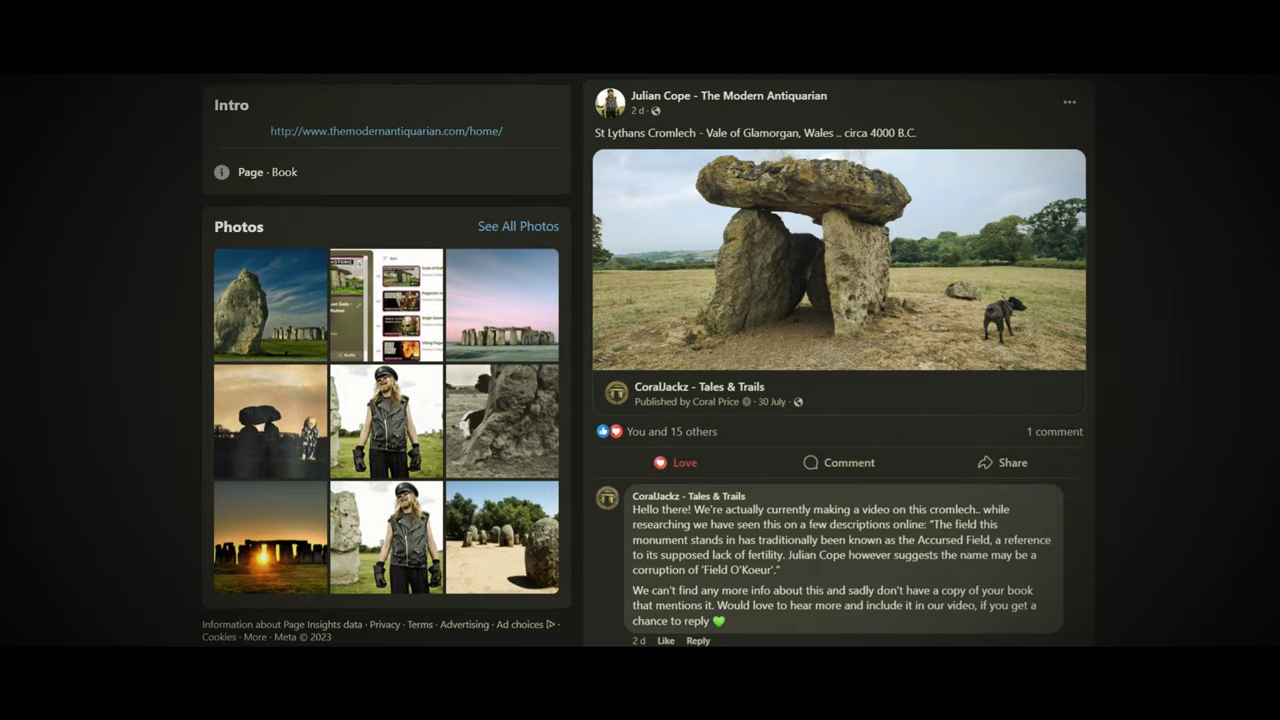 Intro
http://www.themodernantiquarian.com/home/
Page · Book
Photos
See All Photos
Information about Page Insights data · Privacy · Terms · Advertising · Ad choices ·
Cookies · More · Meta © 2023
Julian Cope - The Modern Antiquarian
2 d ·
St Lythans Cromlech - Vale of Glamorgan, Wales .. circa 4000 B.C.
CoralJackz - Tales & Trails
Published by Coral Price · 30 July ·
You and 15 others
1 comment
Love
Comment
Share
CoralJackz - Tales & Trails
Hello there! We're actually currently making a video on this cromlech.. while
researching we have seen this on a few descriptions online: "The field this
monument stands in has traditionally been known as the Accursed Field, a reference
to its supposed lack of fertility. Julian Cope however suggests the name may be a
corruption of 'Field O'Koeur'."
We can't find any more info about this and sadly don't have a copy of your book
that mentions it. Would love to hear more and include it in our video, if you get a
chance to reply 💚
2 d Like Reply